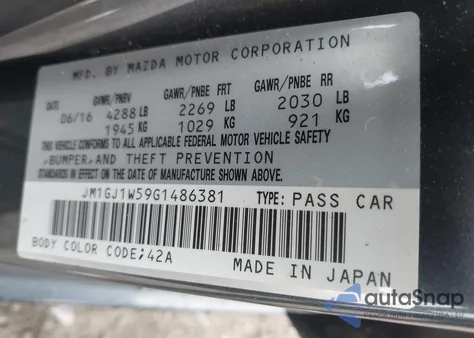 MFD. BY MAZDA MOTOR CORPORATION
DATE GVWR/PNBV GAWR/PNBE FRT GAWR/PNBE RR
06/16 4288 LB 2269 LB 2030 LB
1945 KG 1029 KG 921 KG
THIS VEHICLE CONFORMS TO ALL APPLICABLE FEDERAL MOTOR VEHICLE SAFETY
,BUMPER,AND THEFT PREVENTION
STANDARDS IN EFFECT ON THE DATE OF MANUFACTURE SHOWN ABOVE.
JM1GJ1W59G1486381 TYPE: PASS CAR
BODY COLOR CODE;42A
MADE IN JAPAN
autoSnap